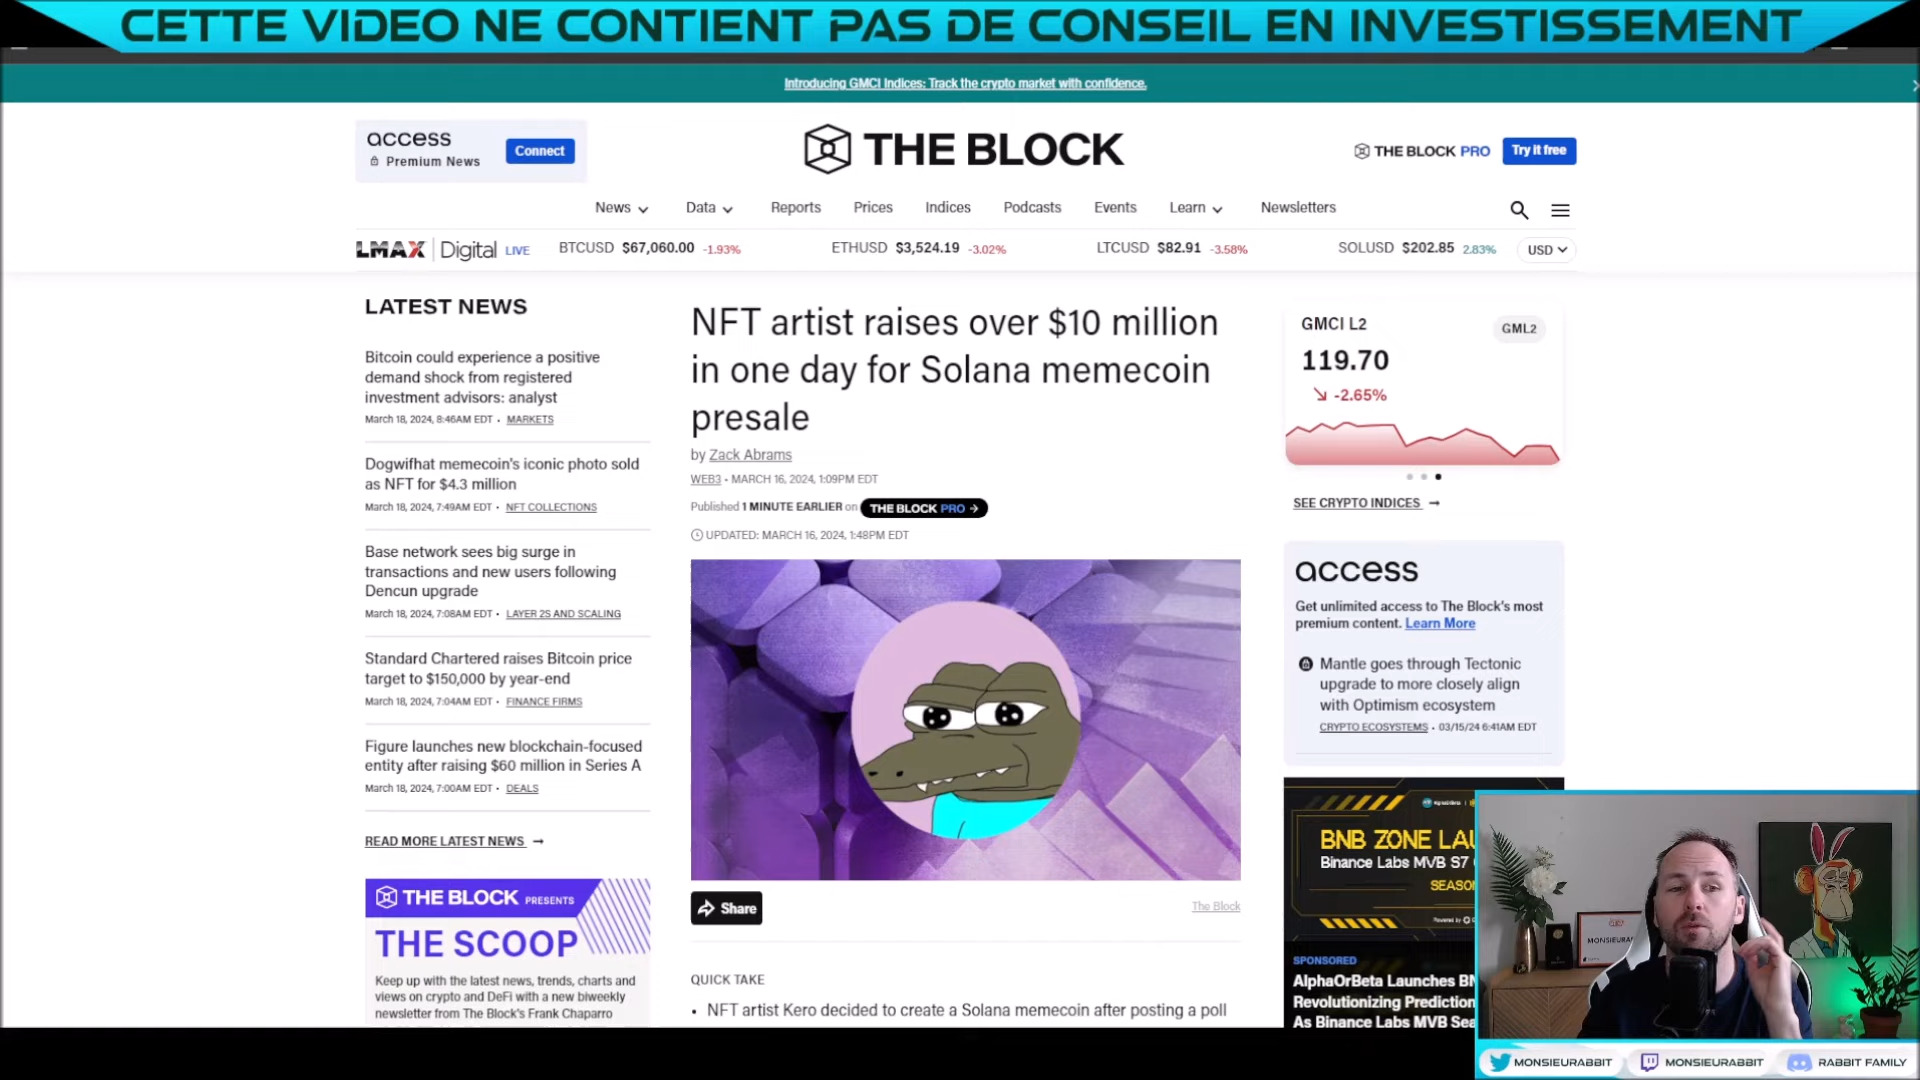 CETTE VIDEO NE CONTIENT PAS DE CONSEIL EN INVESTISSEMENT
Introducing GMCI Indices: Track the crypto market with confidence.
access
Premium News
Connect
THE BLOCK
THE BLOCK PRO
Try it free
News
Data
Reports
Prices
Indices
Podcasts
Events
Learn
Newsletters
LMAX Digital LIVE
BTCUSD $67,060.00 -1.93%
ETHUSD $3,524.19 -3.02%
LTCUSD $82.91 -3.58%
SOLUSD $202.85 2.83%
USD
LATEST NEWS
Bitcoin could experience a positive
demand shock from registered
investment advisors: analyst
March 18, 2024, 8:46AM EDT • MARKETS
Dogwifhat memecoin's iconic photo sold
as NFT for $4.3 million
March 18, 2024, 7:49AM EDT • NFT COLLECTIONS
Base network sees big surge in
transactions and new users following
Dencun upgrade
March 18, 2024, 7:08AM EDT • LAYER 2S AND SCALING
Standard Chartered raises Bitcoin price
target to $150,000 by year-end
March 18, 2024, 7:04AM EDT • FINANCE FIRMS
Figure launches new blockchain-focused
entity after raising $60 million in Series A
March 18, 2024, 7:00AM EDT • DEALS
READ MORE LATEST NEWS →
THE BLOCK PRESENTS
THE SCOOP
Keep up with the latest news, trends, charts and
views on crypto and DeFi with a new biweekly
newsletter from The Block's Frank Chaparro
NFT artist raises over $10 million
in one day for Solana memecoin
presale
by Zack Abrams
WEB3 • MARCH 16, 2024, 1:09PM EDT
Published 1 MINUTE EARLIER on THE BLOCK PRO →
UPDATED: MARCH 16, 2024, 1:48PM EDT
Share
The Block
QUICK TAKE
• NFT artist Kero decided to create a Solana memecoin after posting a poll
GMCI L2
GML2
119.70
-2.65%
SEE CRYPTO INDICES →
access
Get unlimited access to The Block's most
premium content. Learn More
Mantle goes through Tectonic
upgrade to more closely align
with Optimism ecosystem
CRYPTO ECOSYSTEMS • 03/15/24 6:41AM EDT
BNB ZONE LAU
Binance Labs MVB S7
SEASO
SPONSORED
AlphaOrBeta Launches BN
Revolutionizing Prediction
As Binance Labs MVB Sea
MONSIEURA
MONSIEURABBIT
MONSIEURABBIT
RABBIT FAMILY